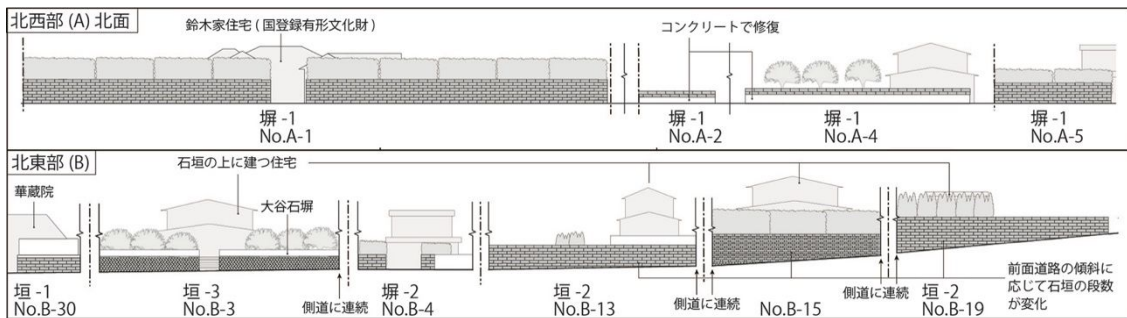 北西部 (A) 北面
鈴木家住宅 ( 国登録有形文化財 )
コンクリートで修復
塀 -1
No.A-1
塀 -1
No.A-2
塀 -1
No.A-4
塀 -1
No.A-5
北東部 (B)
石垣の上に建つ住宅
華蔵院
大谷石塀
垣 -1
No.B-30
垣 -3
No.B-3
側道に連続
塀 -2
No.B-4
垣 -2
No.B-13
側道に連続
No.B-15
側道に連続
垣 -2
No.B-19
前面道路の傾斜に
応じて石垣の段数
が変化